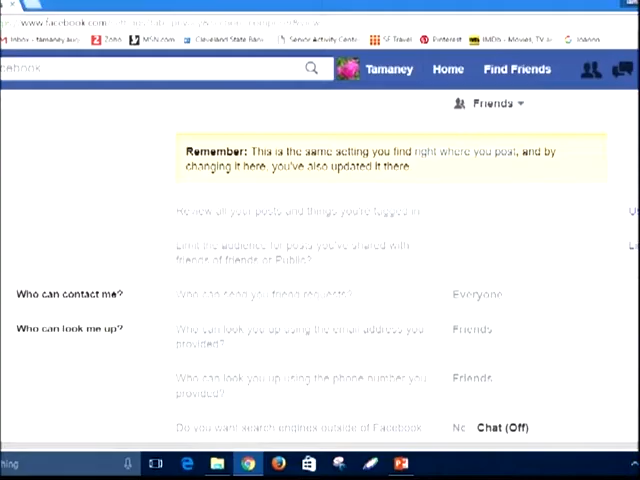 www.facebook.com
Inbox - tamaney.aug Zoho MSN.com Cleveland State Bank Senior Activity Cente SE Travel Pinterest IMDb - Movies, TV a
cebook Tamaney Home Find Friends
Friends
Remember: This is the same setting you find right where you post, and by
changing it here, you've also updated it there
Review all your posts and things you're tagged in
Limit the audience for posts you've shared with
friends of friends or Public?
Who can contact me? Who can send you friend requests? Everyone
Who can look me up? Who can look you up using the email address you Friends
provided?
Who can look you up using the phone number you Friends
provided?
Do you want search engines outside of Facebook No Chat (Off)
hing